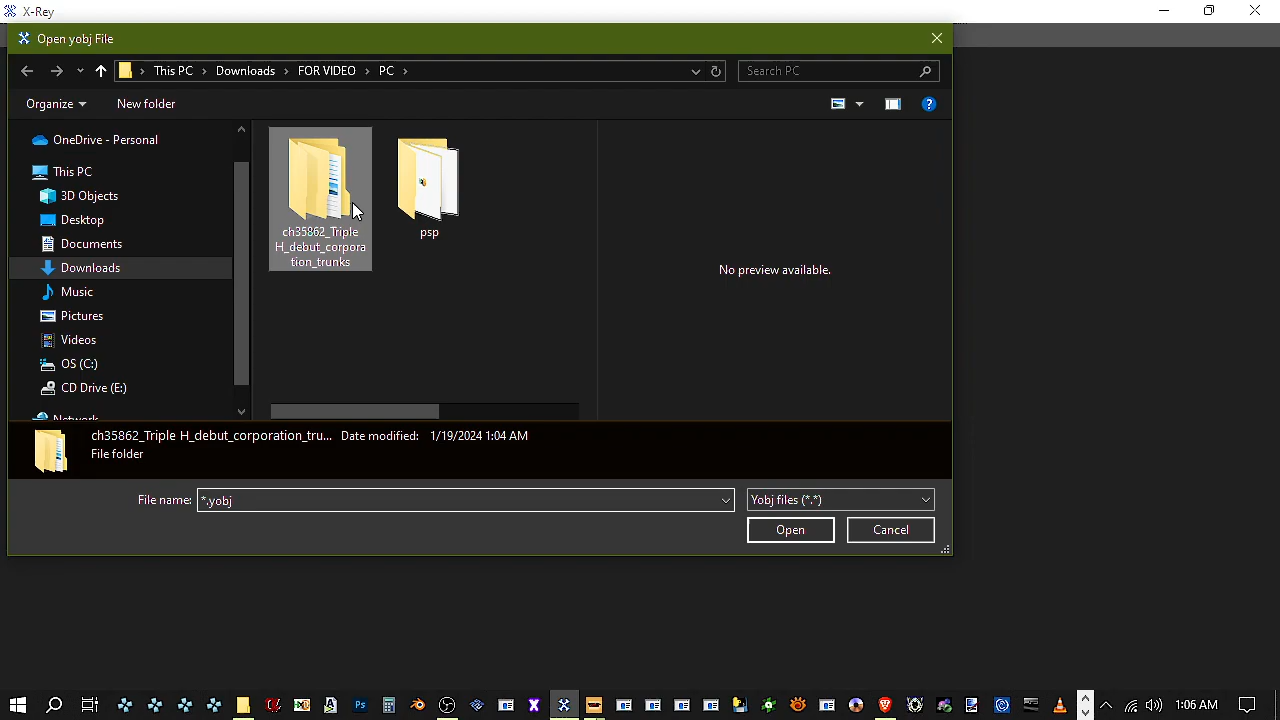 X-Rey
Open yobj File
This PC > Downloads > FOR VIDEO > PC >
Search PC
Organize
New folder
OneDrive - Personal
This PC
3D Objects
Desktop
Documents
Downloads
Music
Pictures
Videos
OS (C:)
CD Drive (E:)
Network
ch35862_Triple
H_debut_corpora
tion_trunks
psp
No preview available.
ch35862_Triple H_debut_corporation_tru...
Date modified: 1/19/2024 1:04 AM
File folder
File name: *.yobj
Yobj files (*.*)
Open
Cancel
1:06 AM